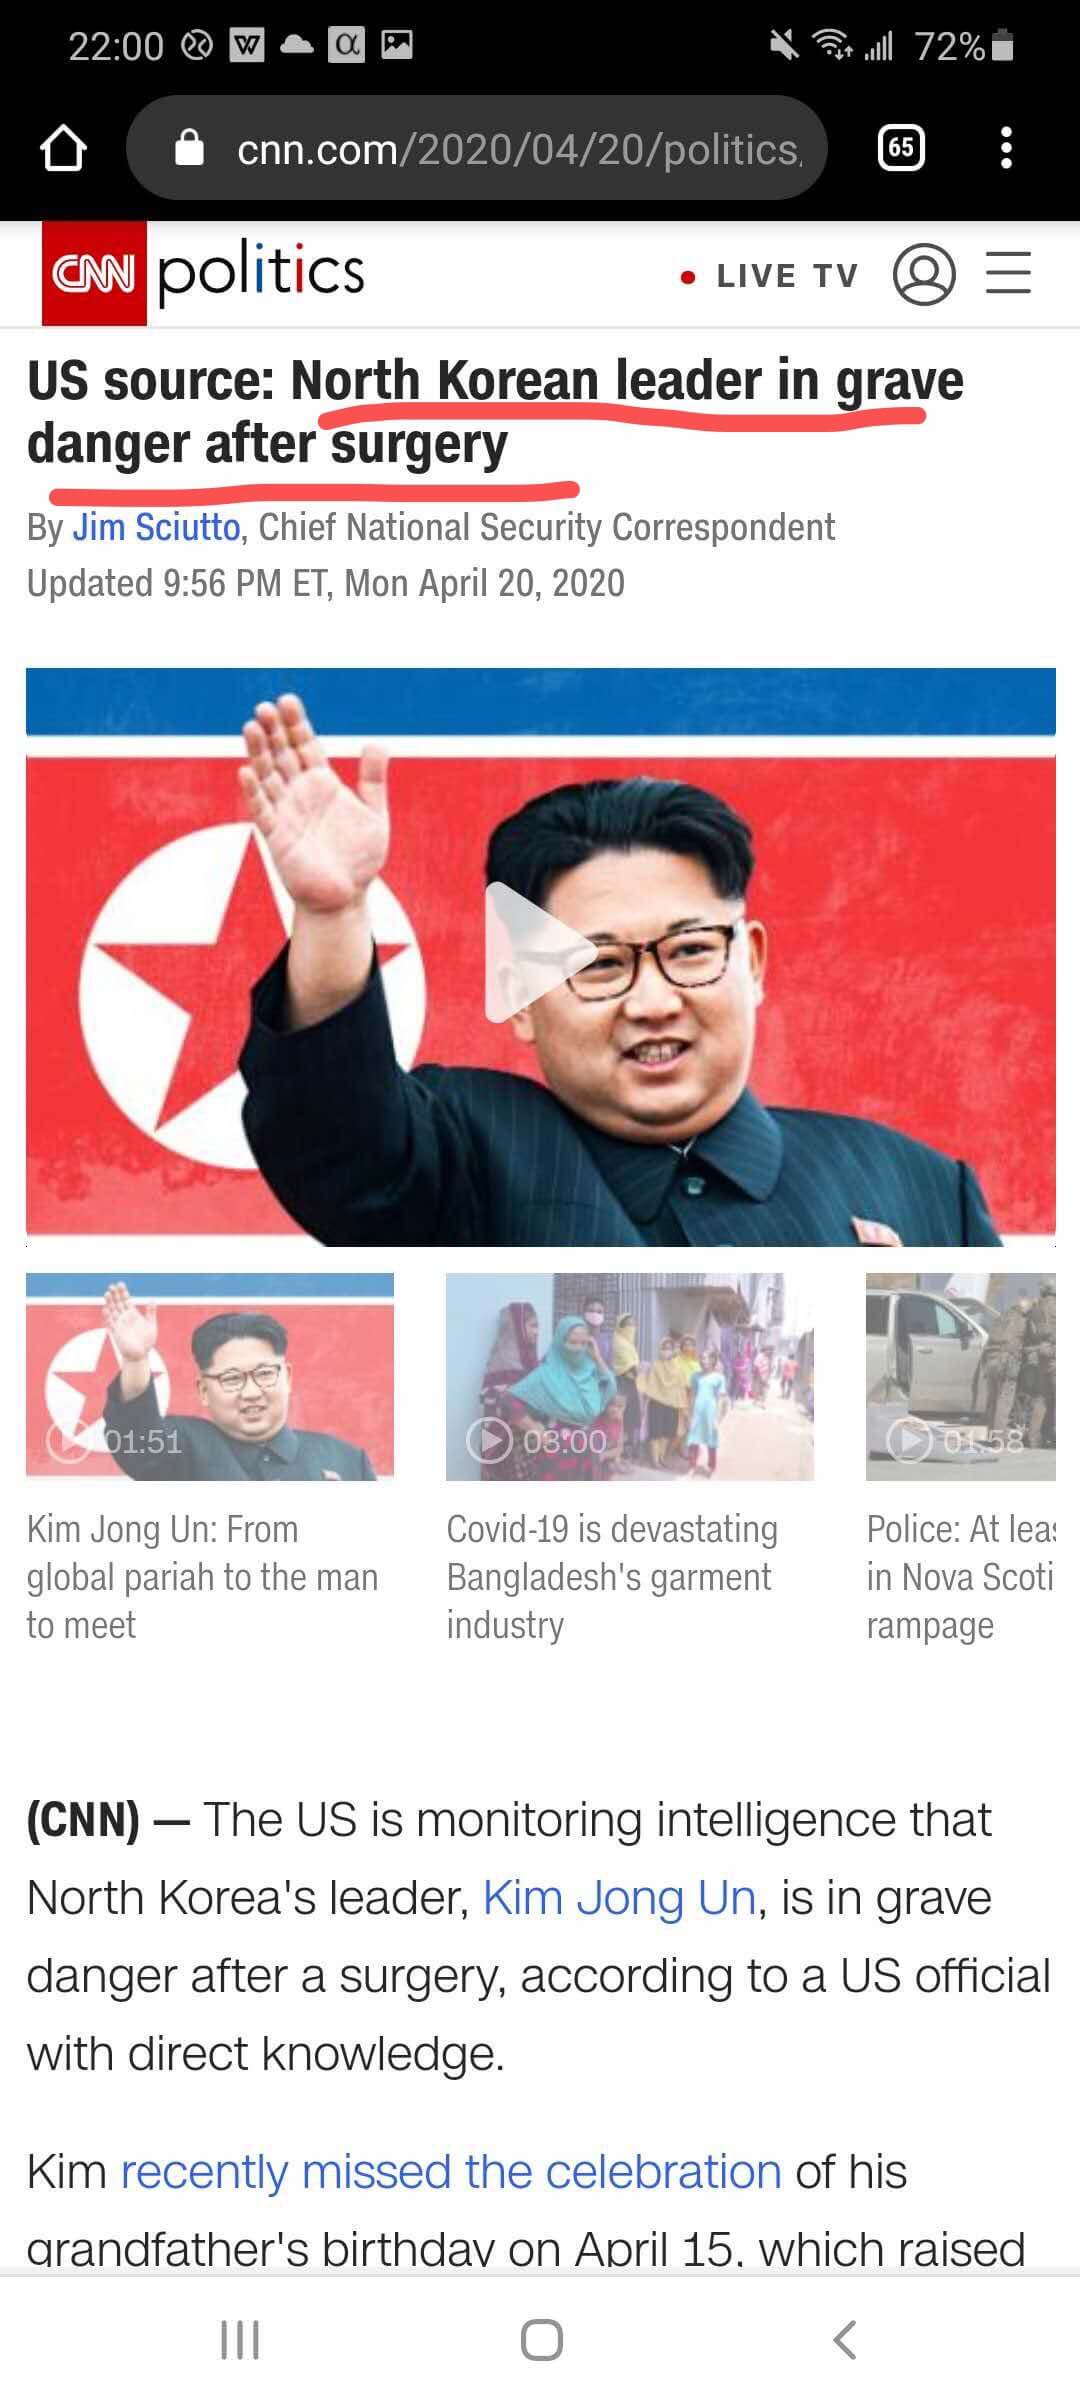 22:00 W α 72%
cnn.com/2020/04/20/politics
65
CNN politics
LIVE TV
US source: North Korean leader in grave
danger after surgery
By Jim Sciutto, Chief National Security Correspondent
Updated 9:56 PM ET, Mon April 20, 2020
01:51
03:00
01:58
Kim Jong Un: From
global pariah to the man
to meet
Covid-19 is devastating
Bangladesh's garment
industry
Police: At leas
in Nova Scoti
rampage
(CNN) — The US is monitoring intelligence that
North Korea's leader, Kim Jong Un, is in grave
danger after a surgery, according to a US official
with direct knowledge.
Kim recently missed the celebration of his
grandfather's birthday on April 15, which raised